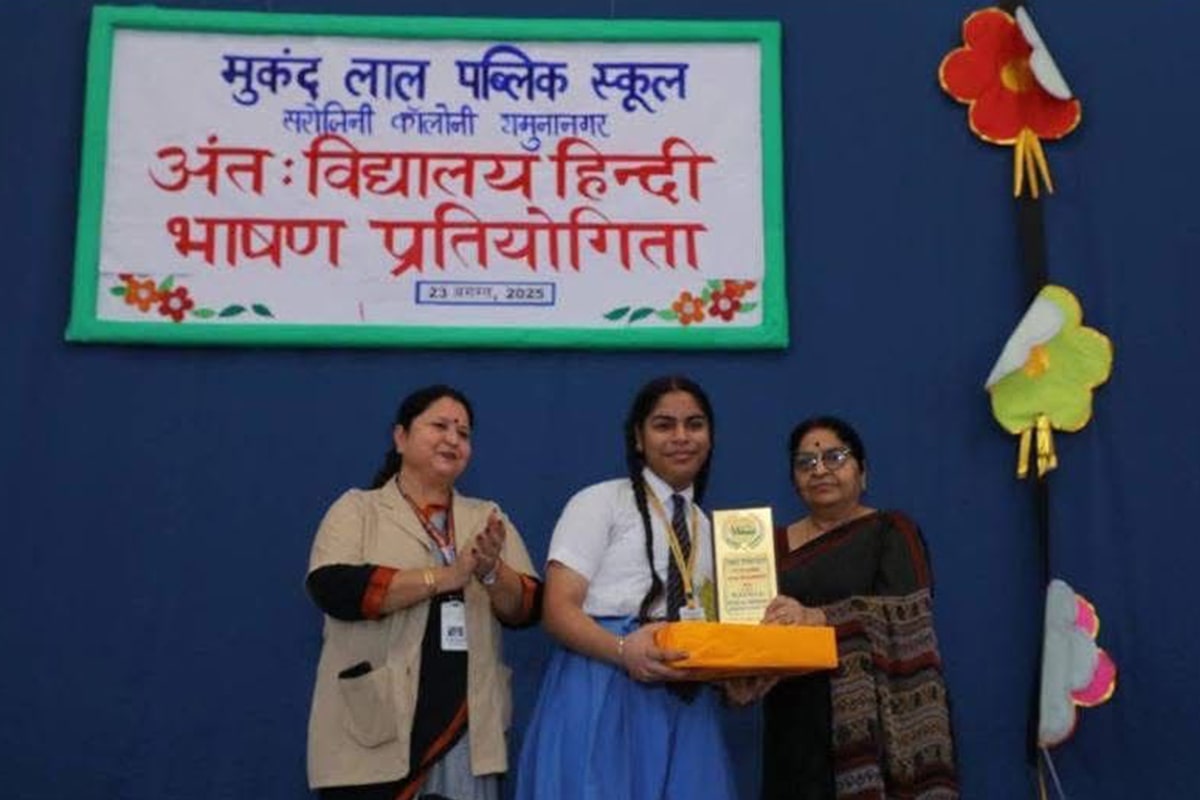 मुकंद लाल पब्लिक स्कूल
सरोजिनी कॉलोनी यमुनानगर
अंत : विद्यालय हिन्दी
भाषण प्रतियोगिता
23 अगस्त, 2025